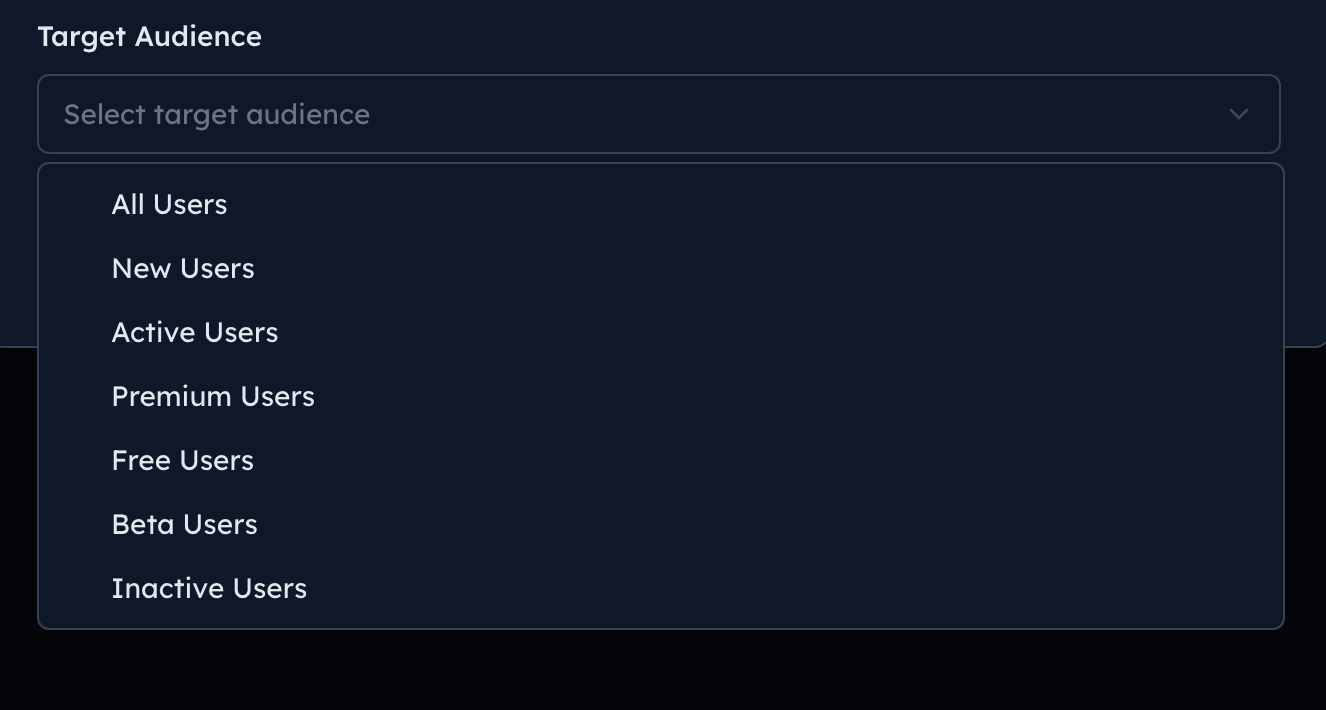 Target Audience
Select target audience
All Users
New Users
Active Users
Premium Users
Free Users
Beta Users
Inactive Users